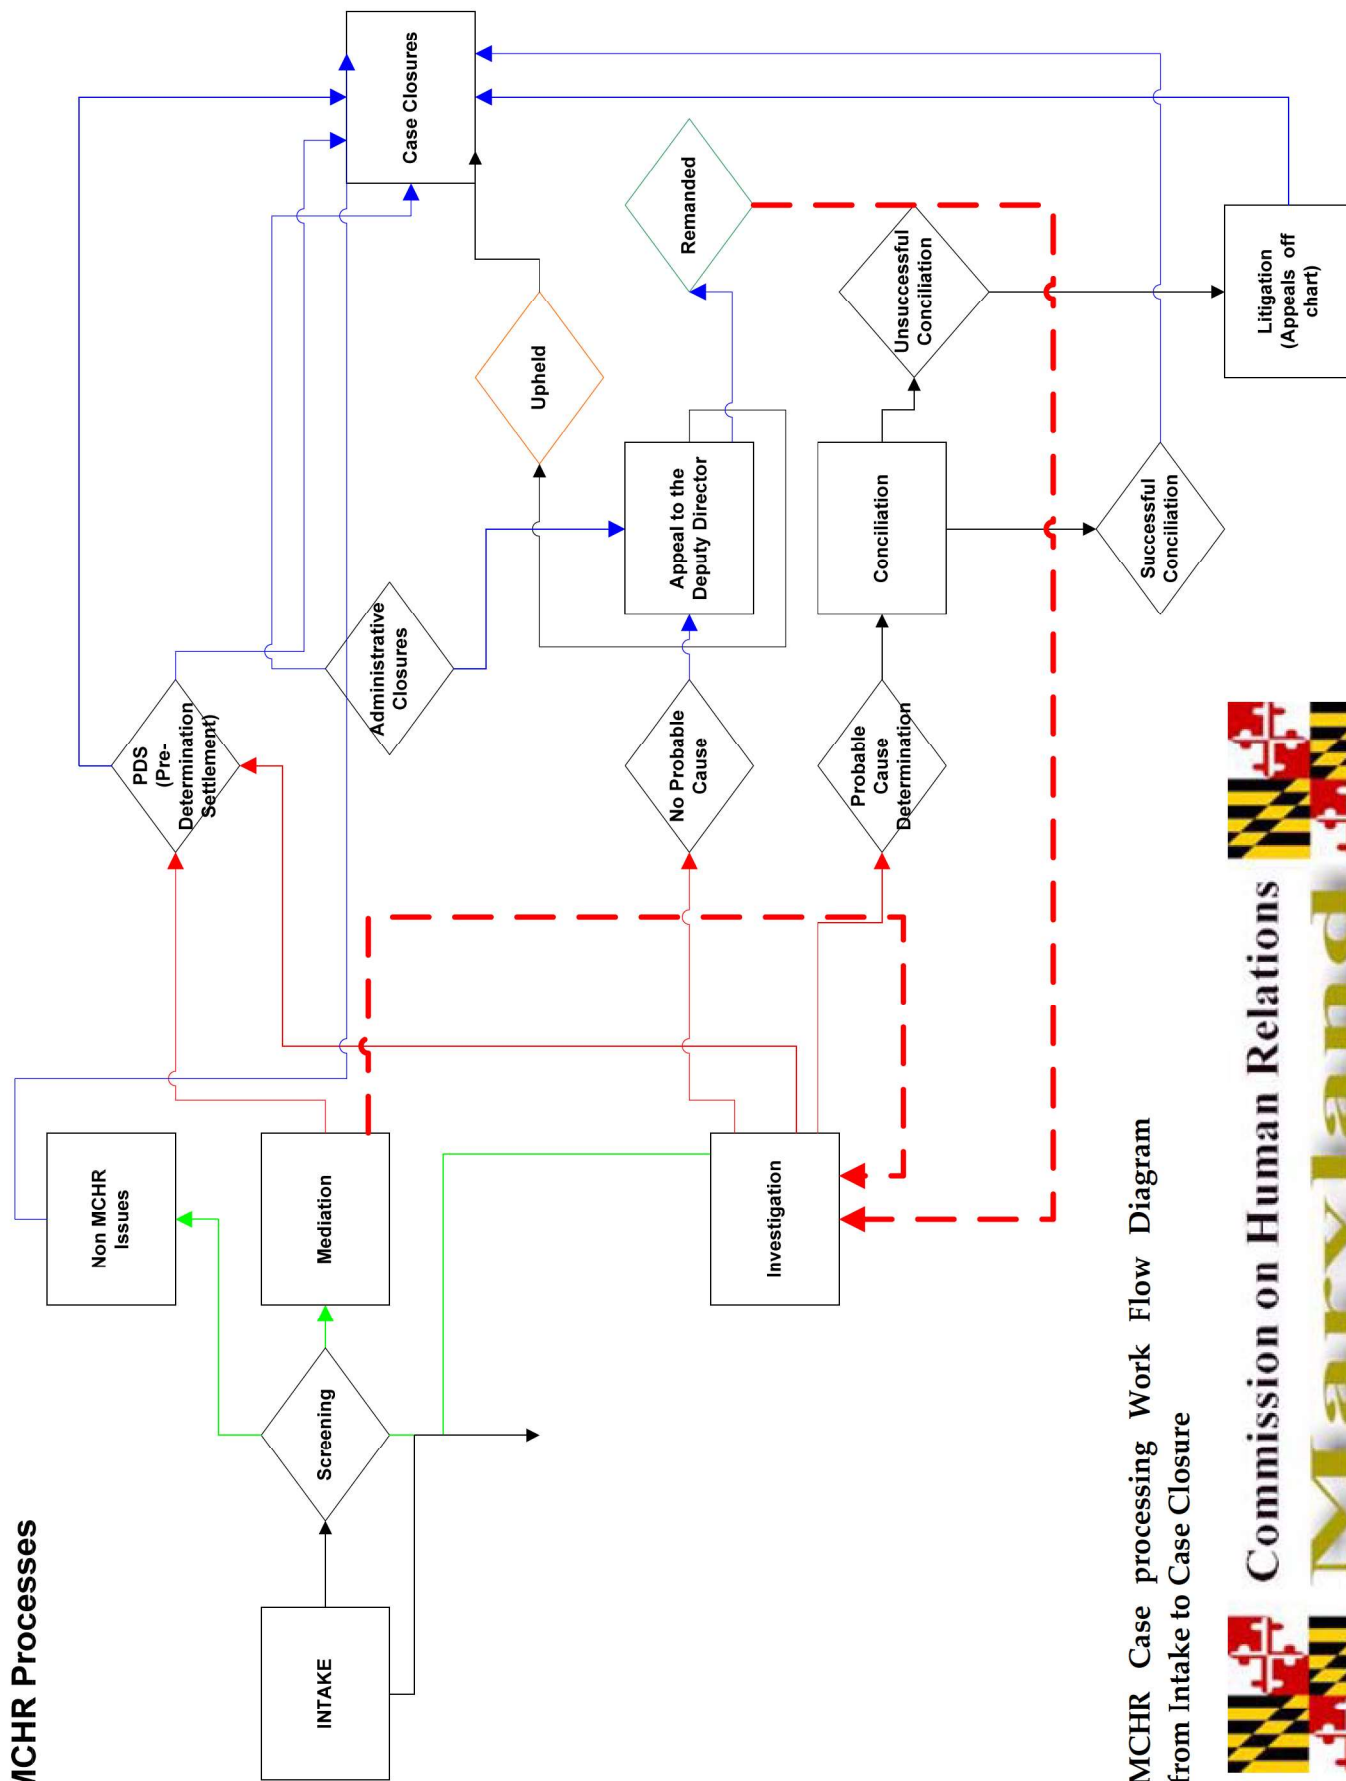 MCHR Processes
INTAKE
Screening
Non MCHR
Issues
Mediation
Investigation
PDS
(Pre-
Determination
Settlement)
Administrative
Closures
No Probable
Cause
Probable
Cause
Determination
Appeal to the
Deputy Director
Conciliation
Successful
Conciliation
Upheld
Remanded
Unsuccessful
Conciliation
Case Closures
Litigation
(Appeals off
chart)
MCHR Case processing Work Flow Diagram
from Intake to Case Closure
Commission on Human Relations
Maryland